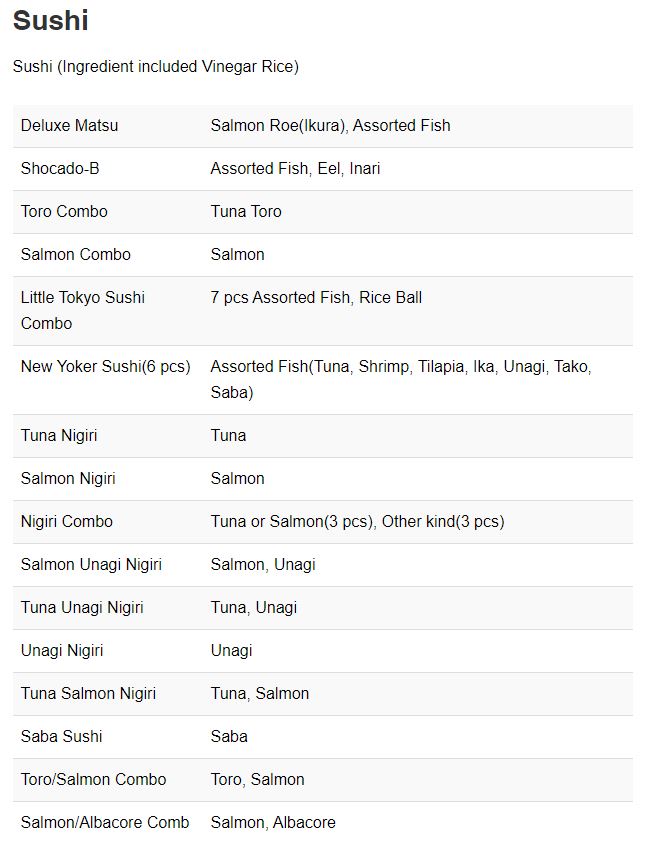 Sushi
Sushi (Ingredient included Vinegar Rice)
Deluxe Matsu Salmon Roe(Ikura), Assorted Fish
Shocado-B Assorted Fish, Eel, Inari
Toro Combo Tuna Toro
Salmon Combo Salmon
Little Tokyo Sushi 7 pcs Assorted Fish, Rice Ball
Combo
New Yoker Sushi(6 pcs) Assorted Fish(Tuna, Shrimp, Tilapia, Ika, Unagi, Tako,
Saba)
Tuna Nigiri Tuna
Salmon Nigiri Salmon
Nigiri Combo Tuna or Salmon(3 pcs), Other kind(3 pcs)
Salmon Unagi Nigiri Salmon, Unagi
Tuna Unagi Nigiri Tuna, Unagi
Unagi Nigiri Unagi
Tuna Salmon Nigiri Tuna, Salmon
Saba Sushi Saba
Toro/Salmon Combo Toro, Salmon
Salmon/Albacore Comb Salmon, Albacore